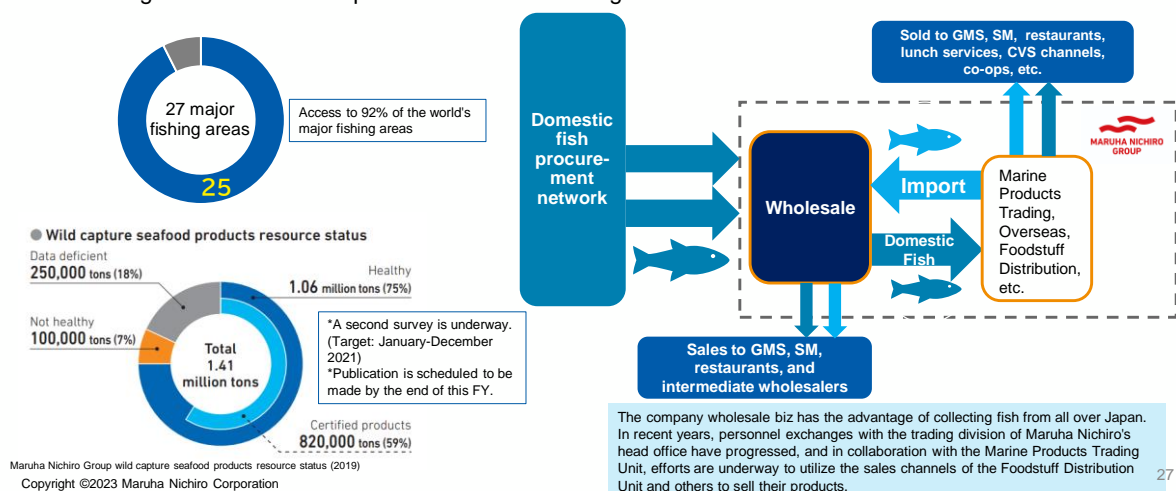 27 major
fishing areas
25
Access to 92% of the world's
major fishing areas
Wild capture seafood products resource status
Data deficient
250,000 tons (18%)
Healthy
1.06 million tons (75%)
Not healthy
100,000 tons (7%)
Total
1.41
million tons
*A second survey is underway.
(Target: January-December
2021)
*Publication is scheduled to be
made by the end of this FY.
Certified products
820,000 tons (59%)
Maruha Nichiro Group wild capture seafood products resource status (2019)
Copyright ©2023 Maruha Nichiro Corporation
Domestic
fish
procure-
ment
network
Sold to GMS, SM, restaurants,
lunch services, CVS channels,
co-ops, etc.
MARUHA NICHIRO
GROUP
Wholesale
Import
Domestic
Fish
Marine
Products
Trading,
Overseas,
Foodstuff
Distribution,
etc.
Sales to GMS, SM,
restaurants, and
intermediate wholesalers
The company wholesale biz has the advantage of collecting fish from all over Japan.
In recent years, personnel exchanges with the trading division of Maruha Nichiro's
head office have progressed, and in collaboration with the Marine Products Trading
Unit, efforts are underway to utilize the sales channels of the Foodstuff Distribution
Unit and others to sell their products.
27